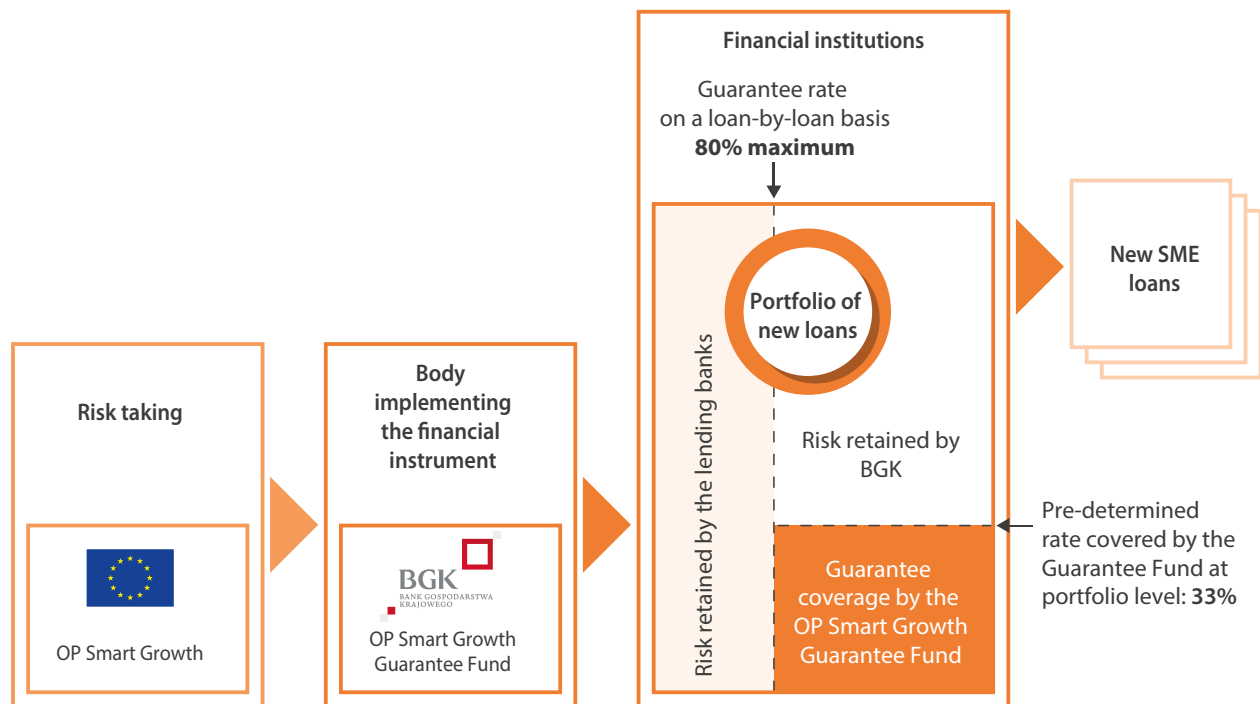 Risk taking
OP Smart Growth
Body
implementing
the financial
instrument
BGK
BANK GOSPODARSTWA
KRAJOWEGO
OP Smart Growth
Guarantee Fund
Financial institutions
Guarantee rate
on a loan-by-loan basis
80% maximum
Risk retained by the lending banks
Portfolio of
new loans
Risk retained by
BGK
Guarantee
coverage by the
OP Smart Growth
Guarantee Fund
Pre-determined
rate covered by the
Guarantee Fund at
portfolio level: 33%
New SME
loans